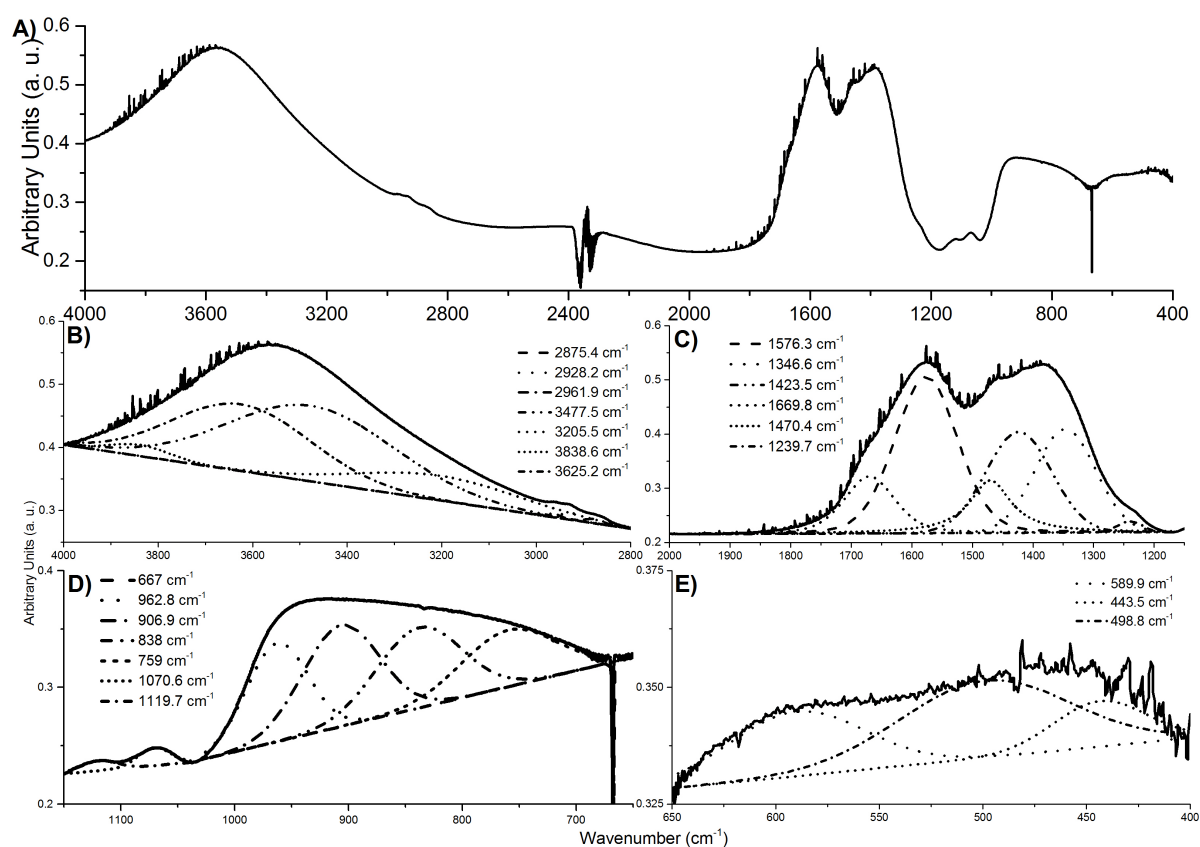 A)
Arbitrary Units (a. u.)
0.6
0.5
0.4
0.3
0.2
4000 3600 3200 2800 2400 2000 1600 1200 800 400
B)
0.6
0.5
0.4
0.3
2875.4 cm-1
2928.2 cm-1
2961.9 cm-1
3477.5 cm-1
3205.5 cm-1
3838.6 cm-1
3625.2 cm-1
4000 3800 3600 3400 3200 3000 2800
C)
0.6
0.5
0.4
0.3
0.2
1576.3 cm-1
1346.6 cm-1
1423.5 cm-1
1669.8 cm-1
1470.4 cm-1
1239.7 cm-1
2000 1900 1800 1700 1600 1500 1400 1300 1200
Arbitrary Units (a. u.)
D)
0.4
0.3
0.2
667 cm-1
962.8 cm-1
906.9 cm-1
838 cm-1
759 cm-1
1070.6 cm-1
1119.7 cm-1
1100 1000 900 800 700
E)
0.375
0.350
0.325
589.9 cm-1
443.5 cm-1
498.8 cm-1
650 600 550 500 450 400
Wavenumber (cm-1)